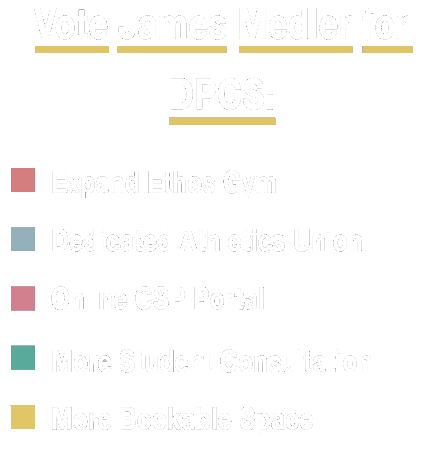 Vote James Medler for
DPCS:
Expand Ethos Gym
Dedicated Athletics Union
Online CSP Portal
More Student Consultation
More Bookable Space